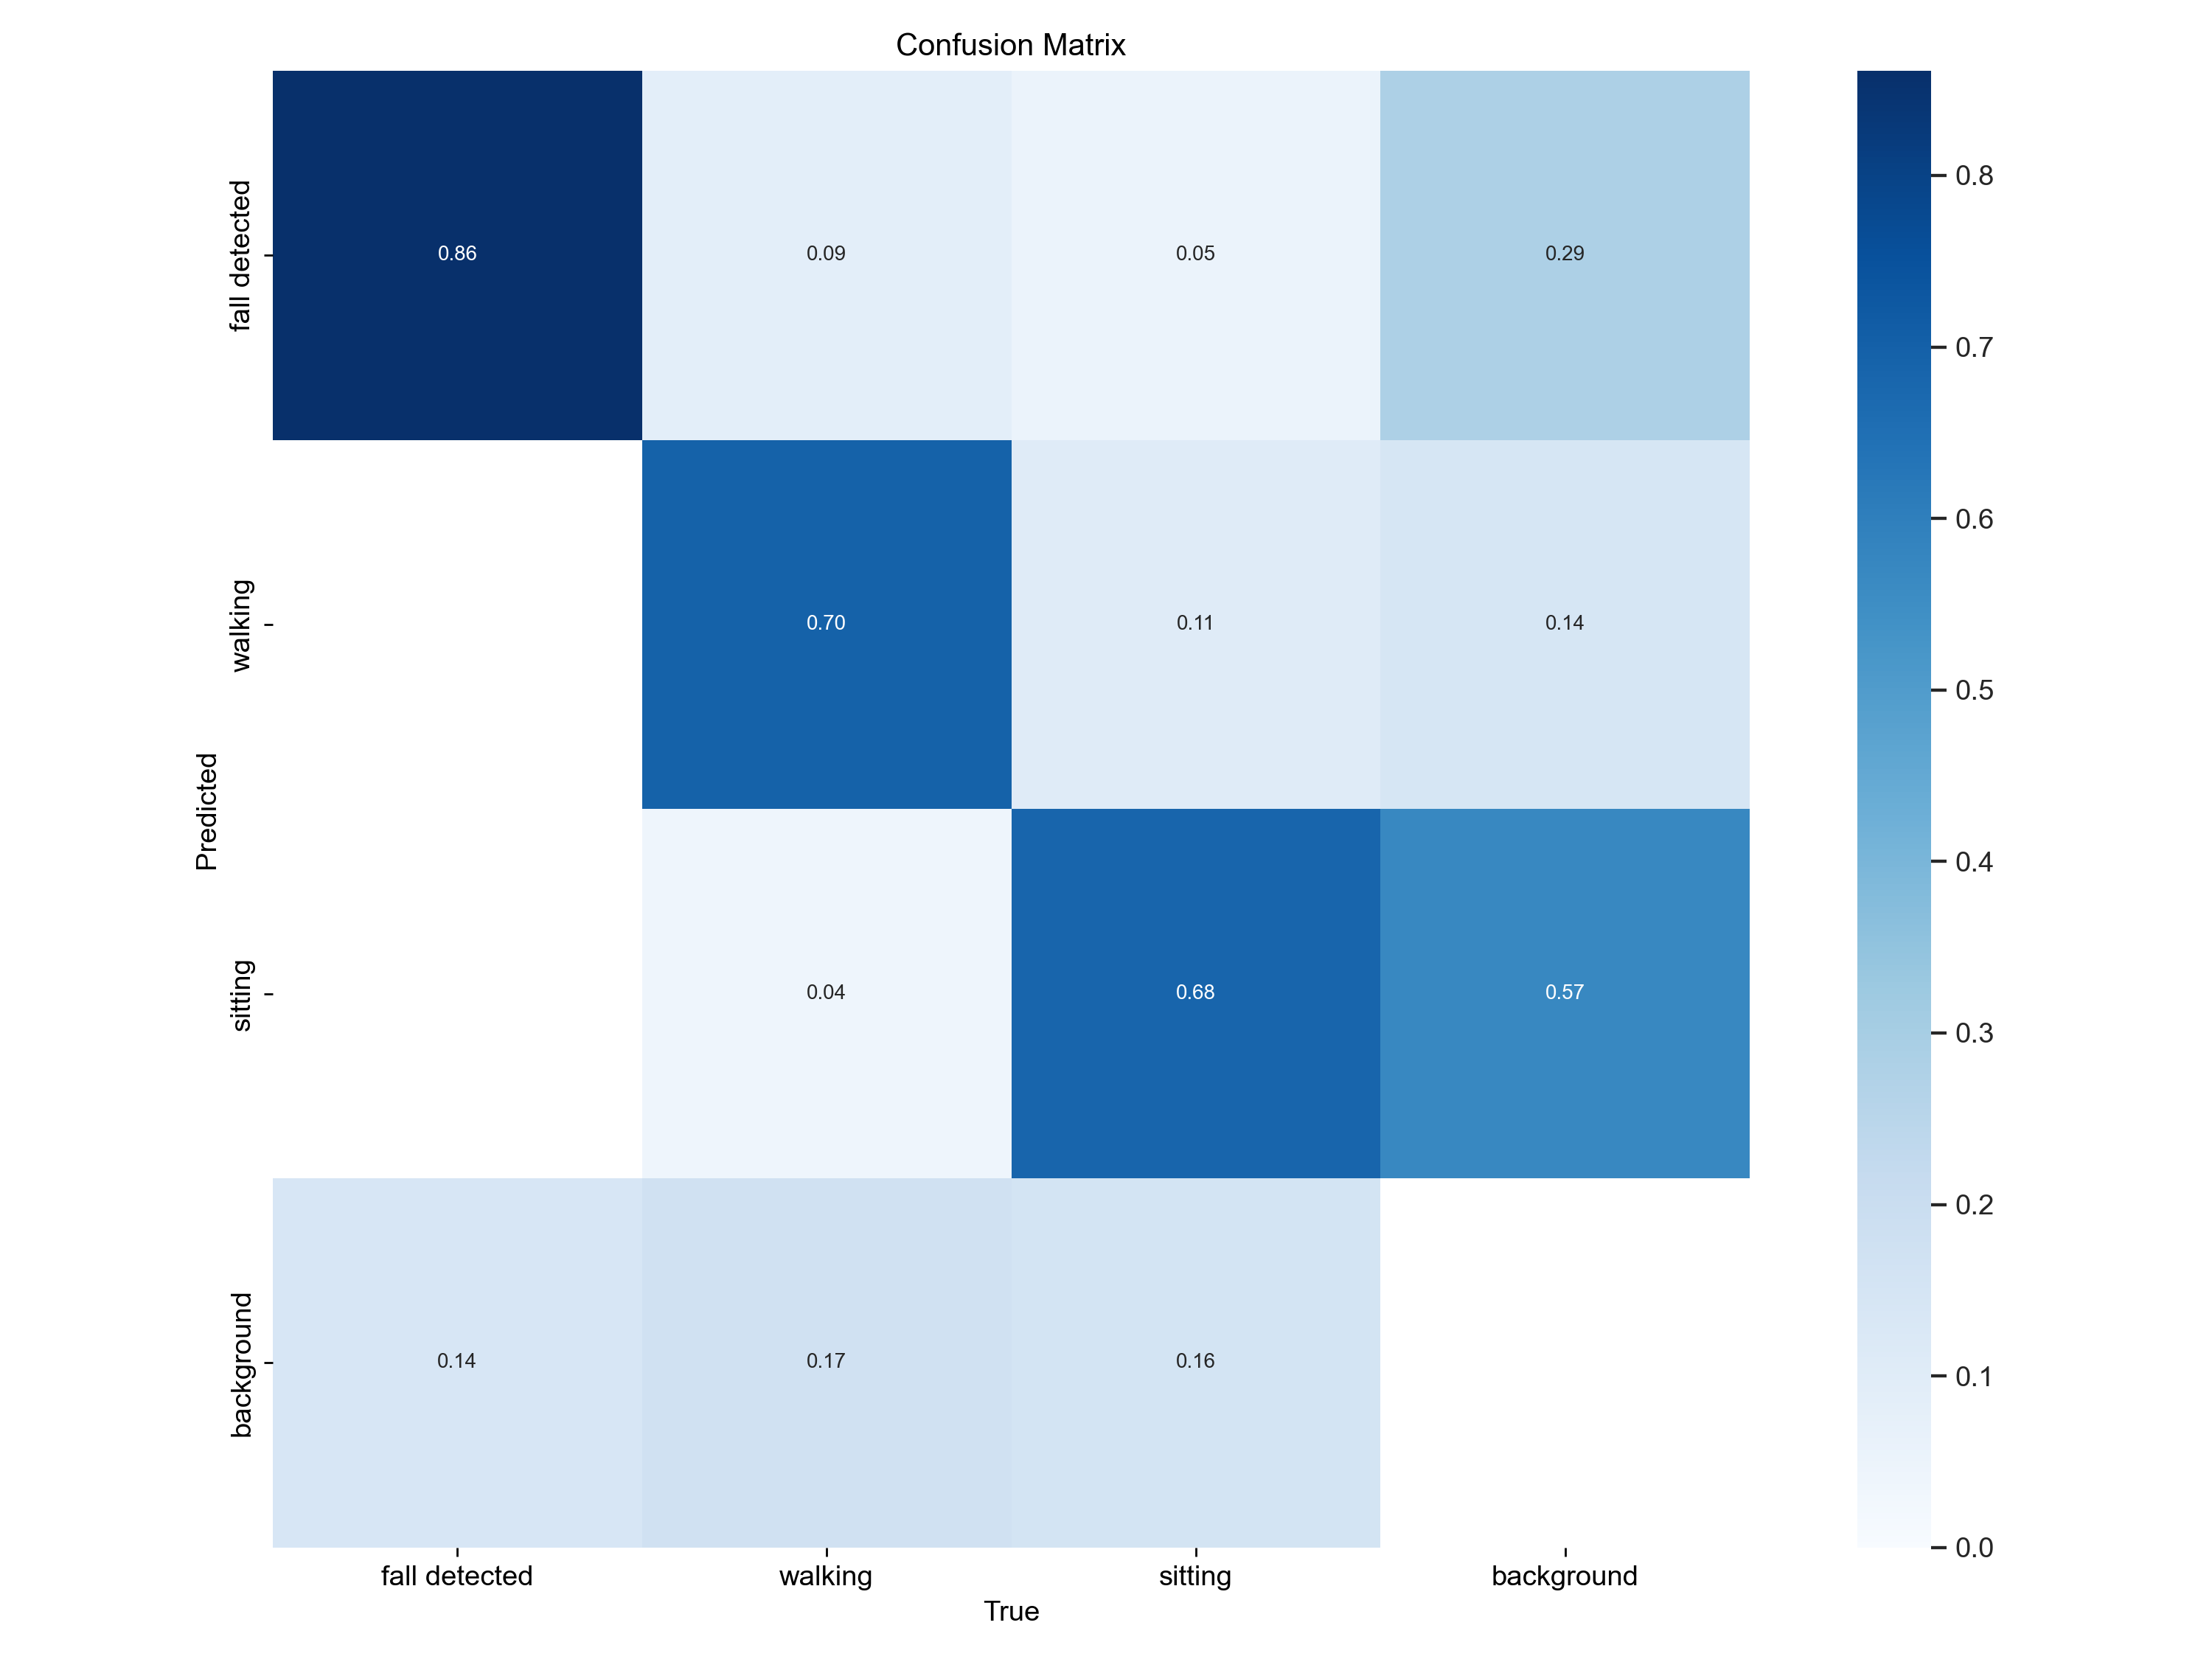 Confusion Matrix
fall detected
0.86
0.09
0.05
0.29
walking
0.70
0.11
0.14
Predicted
sitting
0.04
0.68
0.57
background
0.14
0.17
0.16
fall detected
walking
sitting
background
True
0.8
0.7
0.6
0.5
0.4
0.3
0.2
0.1
0.0